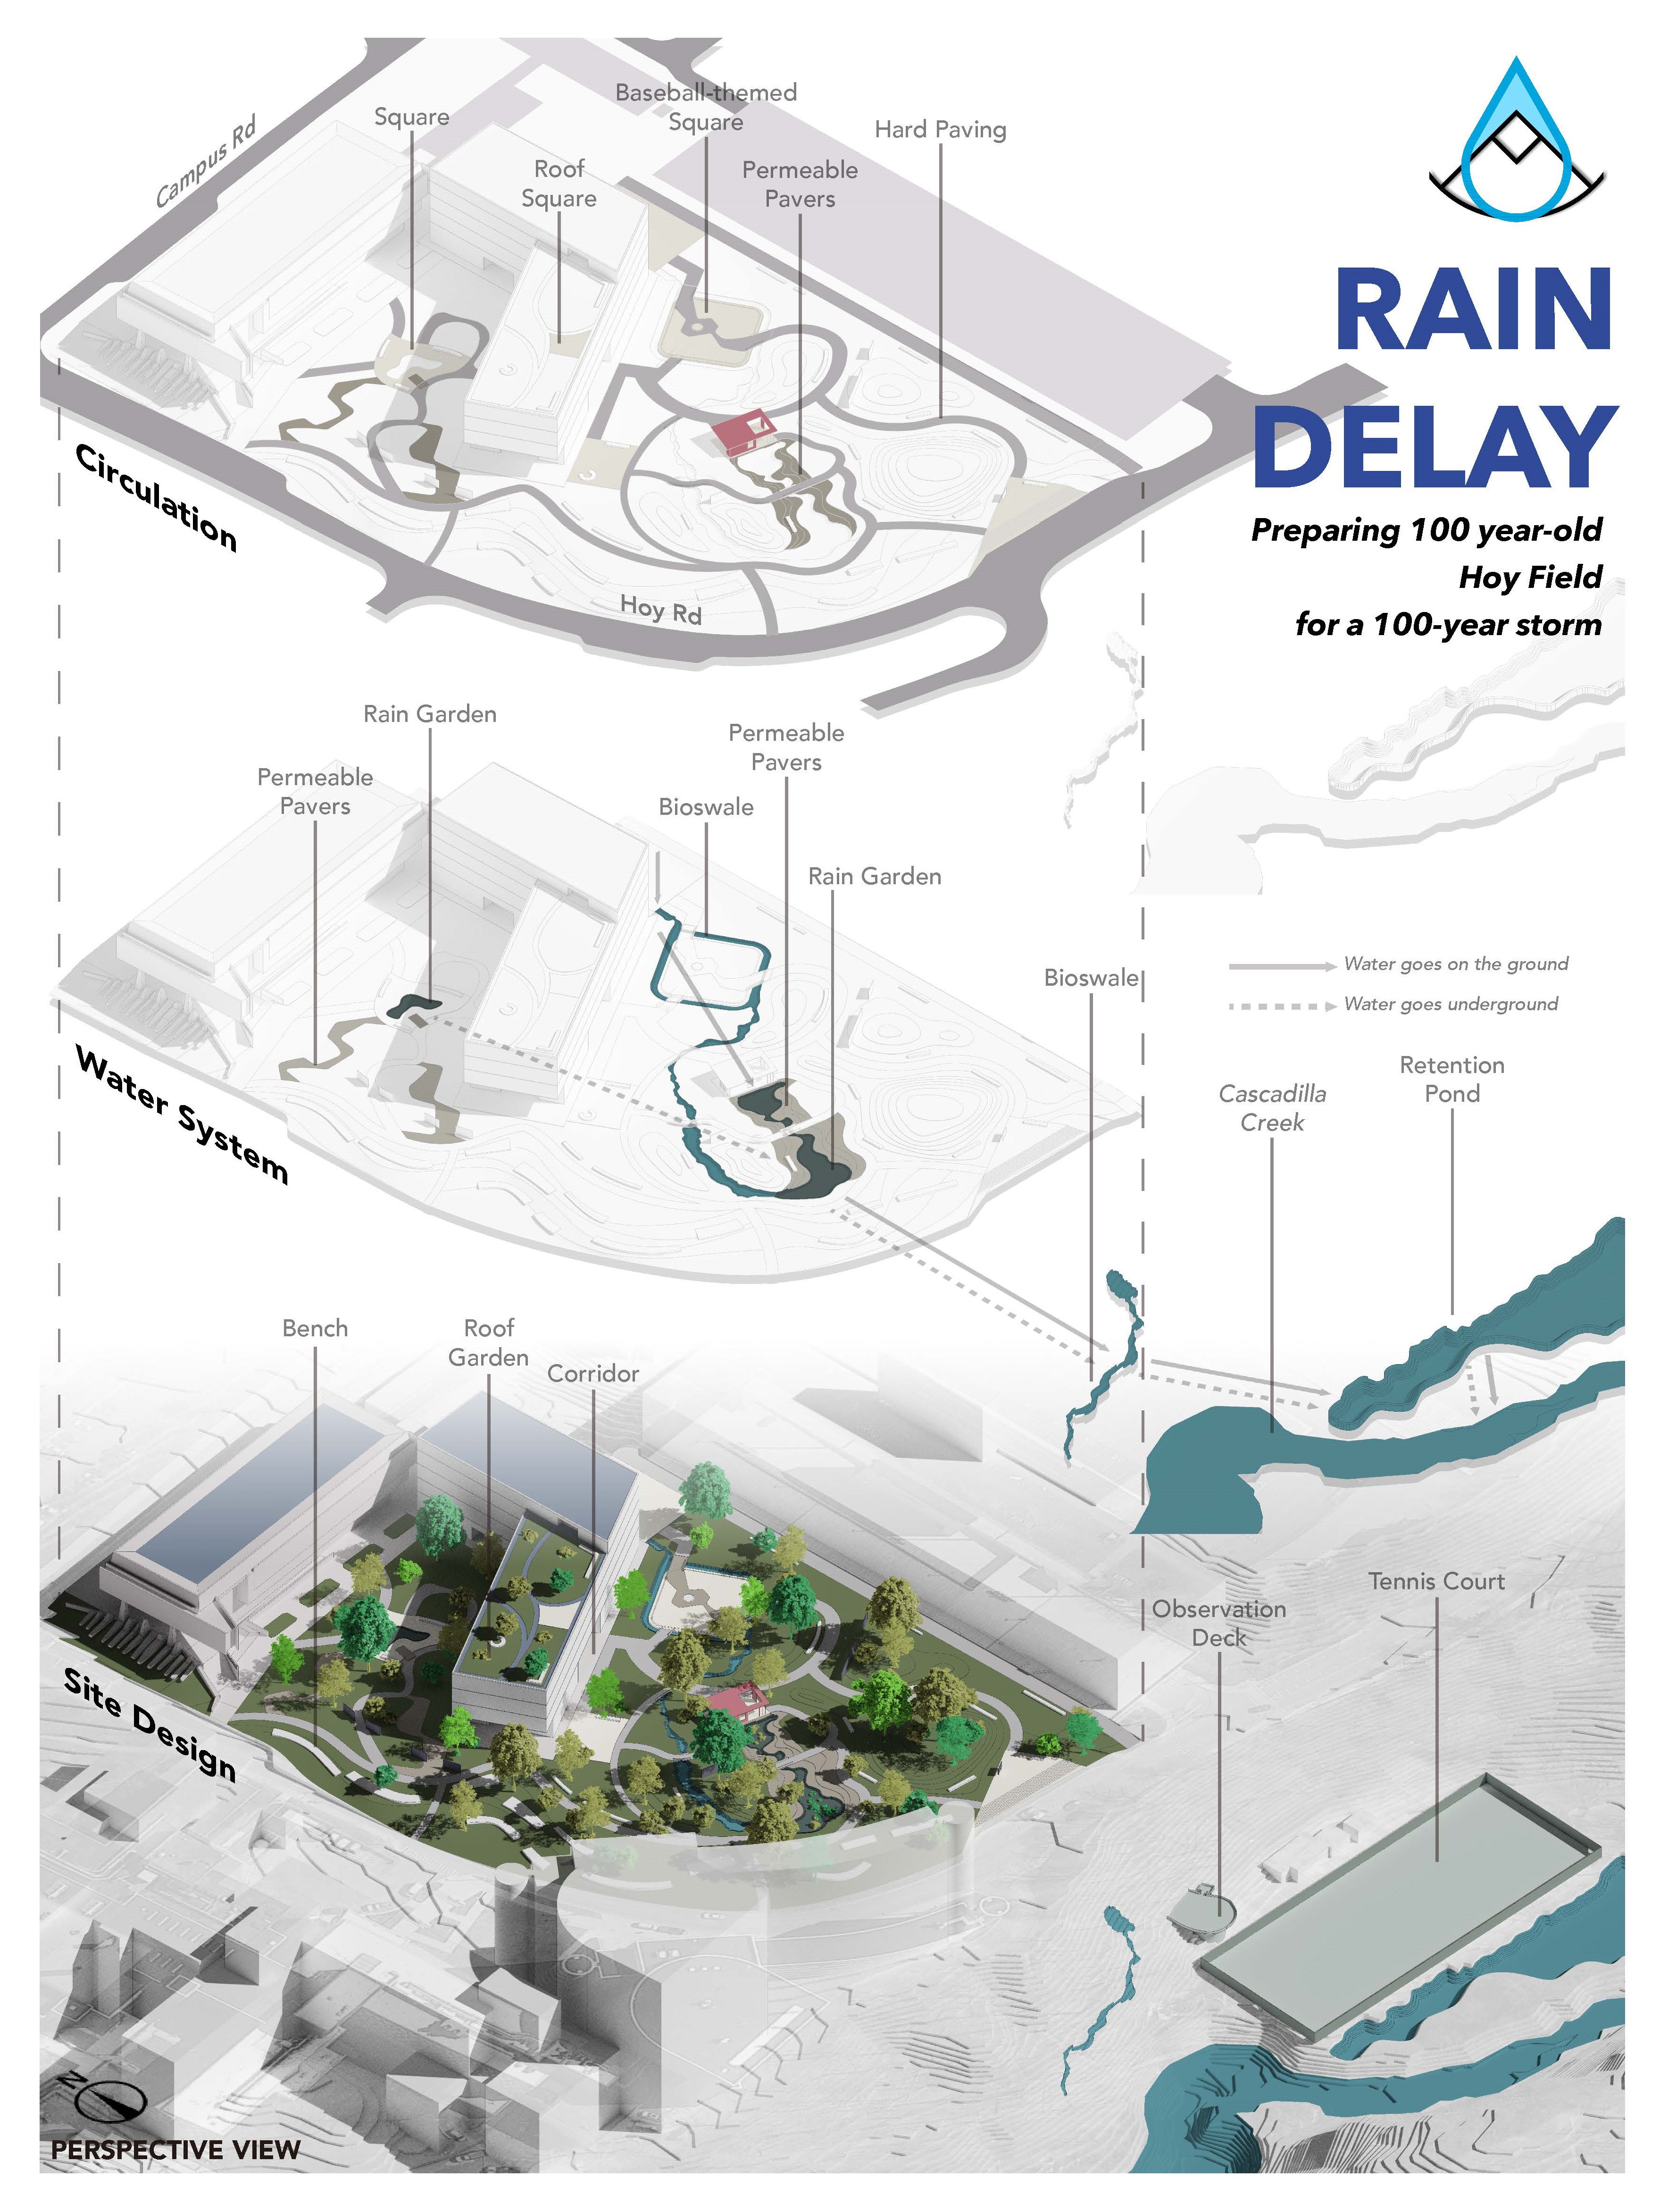 RAIN
DELAY
Preparing 100 year-old
Hoy Field
for a 100-year storm
Campus Rd
Square
Roof
Square
Baseball-themed
Square
Permeable
Pavers
Hard Paving
Circulation
Hoy Rd
Rain Garden
Permeable
Pavers
Bioswale
Permeable
Pavers
Rain Garden
Bioswale
Water goes on the ground
Water goes underground
Cascadilla
Creek
Retention
Pond
Water System
Bench
Roof
Garden
Corridor
Observation
Deck
Tennis Court
Site Design
N
PERSPECTIVE VIEW